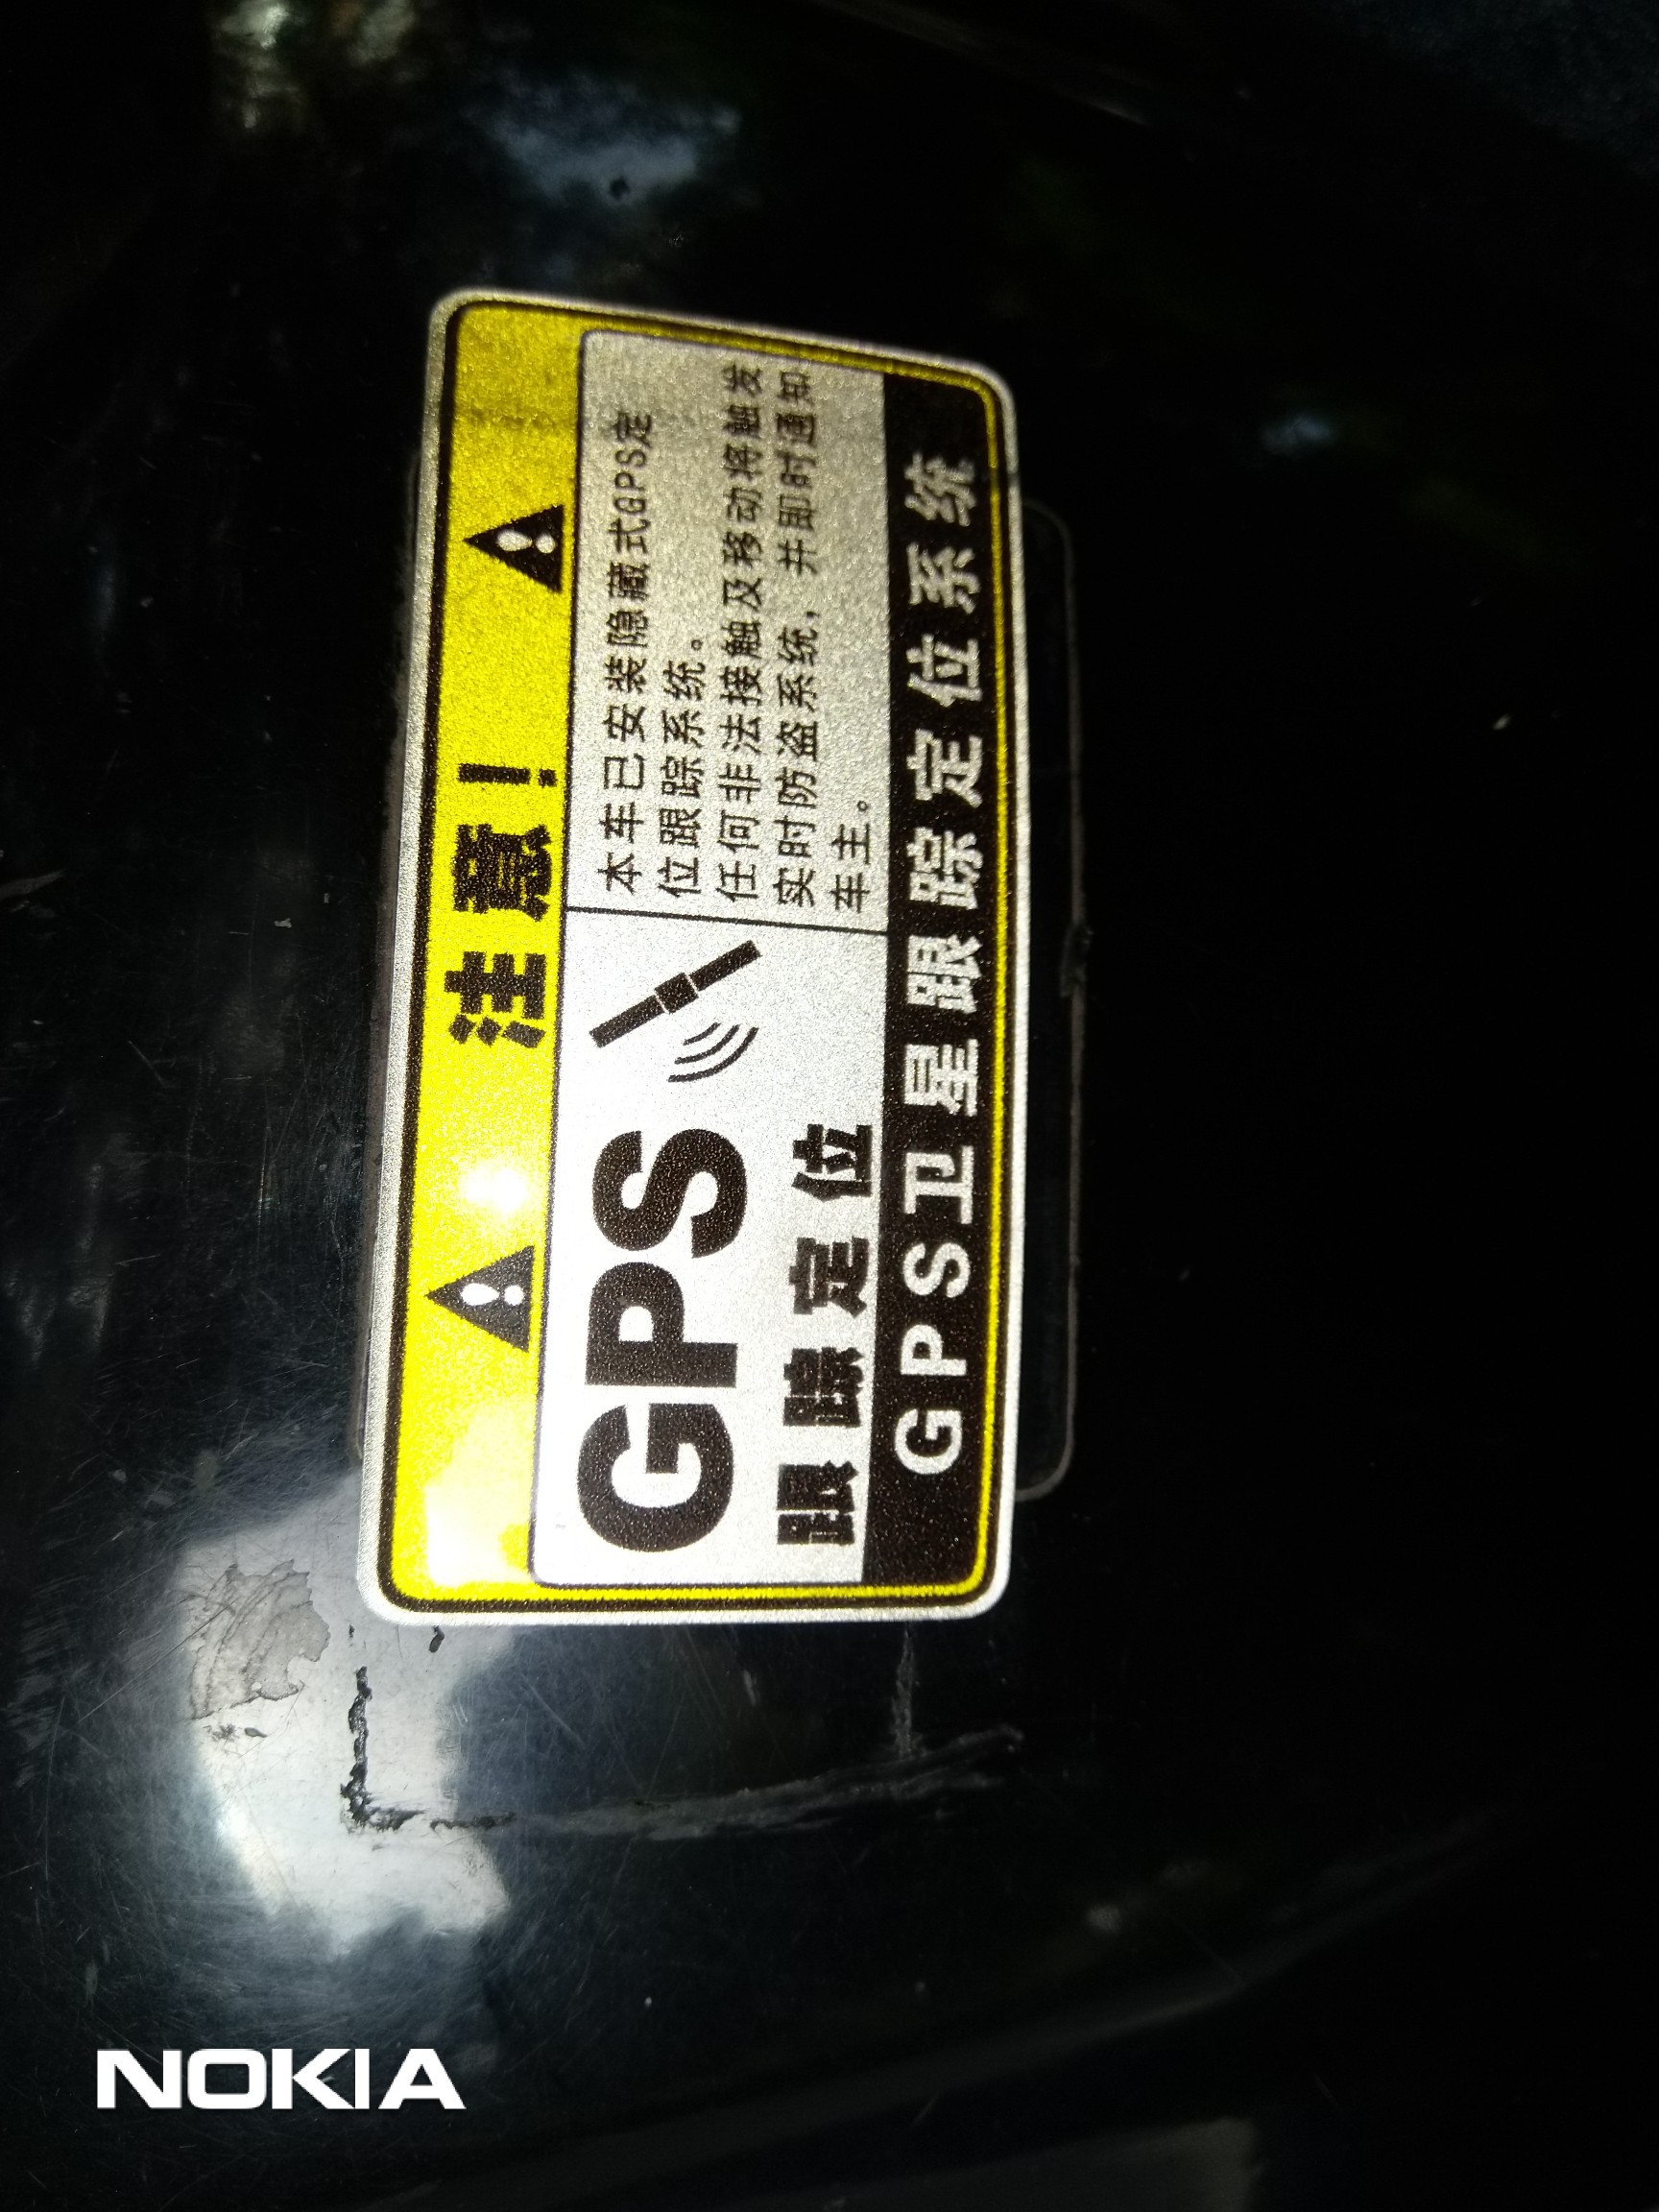 注意!
GPS
跟踪定位
本车已安装隐藏式GPS定
位跟踪系统。
任何非法接触及移动将触发
实时防盗系统,并即时通知
车主。
GPS卫星跟踪定位系统
NOKIA